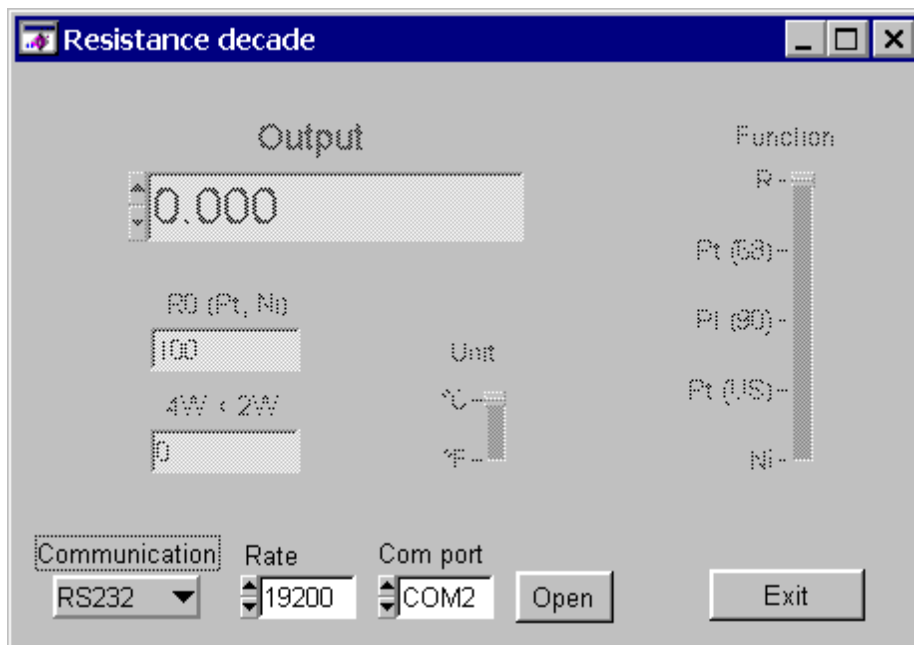 Resistance decade
Output
Function
0.000
R
Pt (68)
Pt (90)
Pt (US)
Ni
R0 (Pt, Ni)
100
4W < 2W
0
Unit
°C
°F
Communication
RS232
Rate
19200
Com port
COM2
Open
Exit